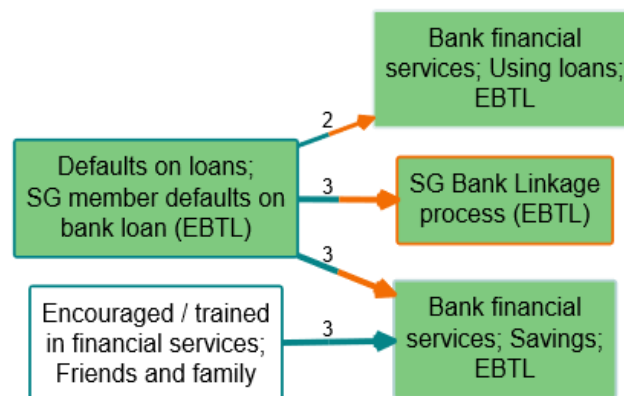 Bank financial
services; Using loans;
EBTL
2
Defaults on loans;
SG member defaults on
bank loan (EBTL)
3
SG Bank Linkage
process (EBTL)
3
Encouraged / trained
in financial services;
Friends and family
3
Bank financial
services; Savings;
EBTL